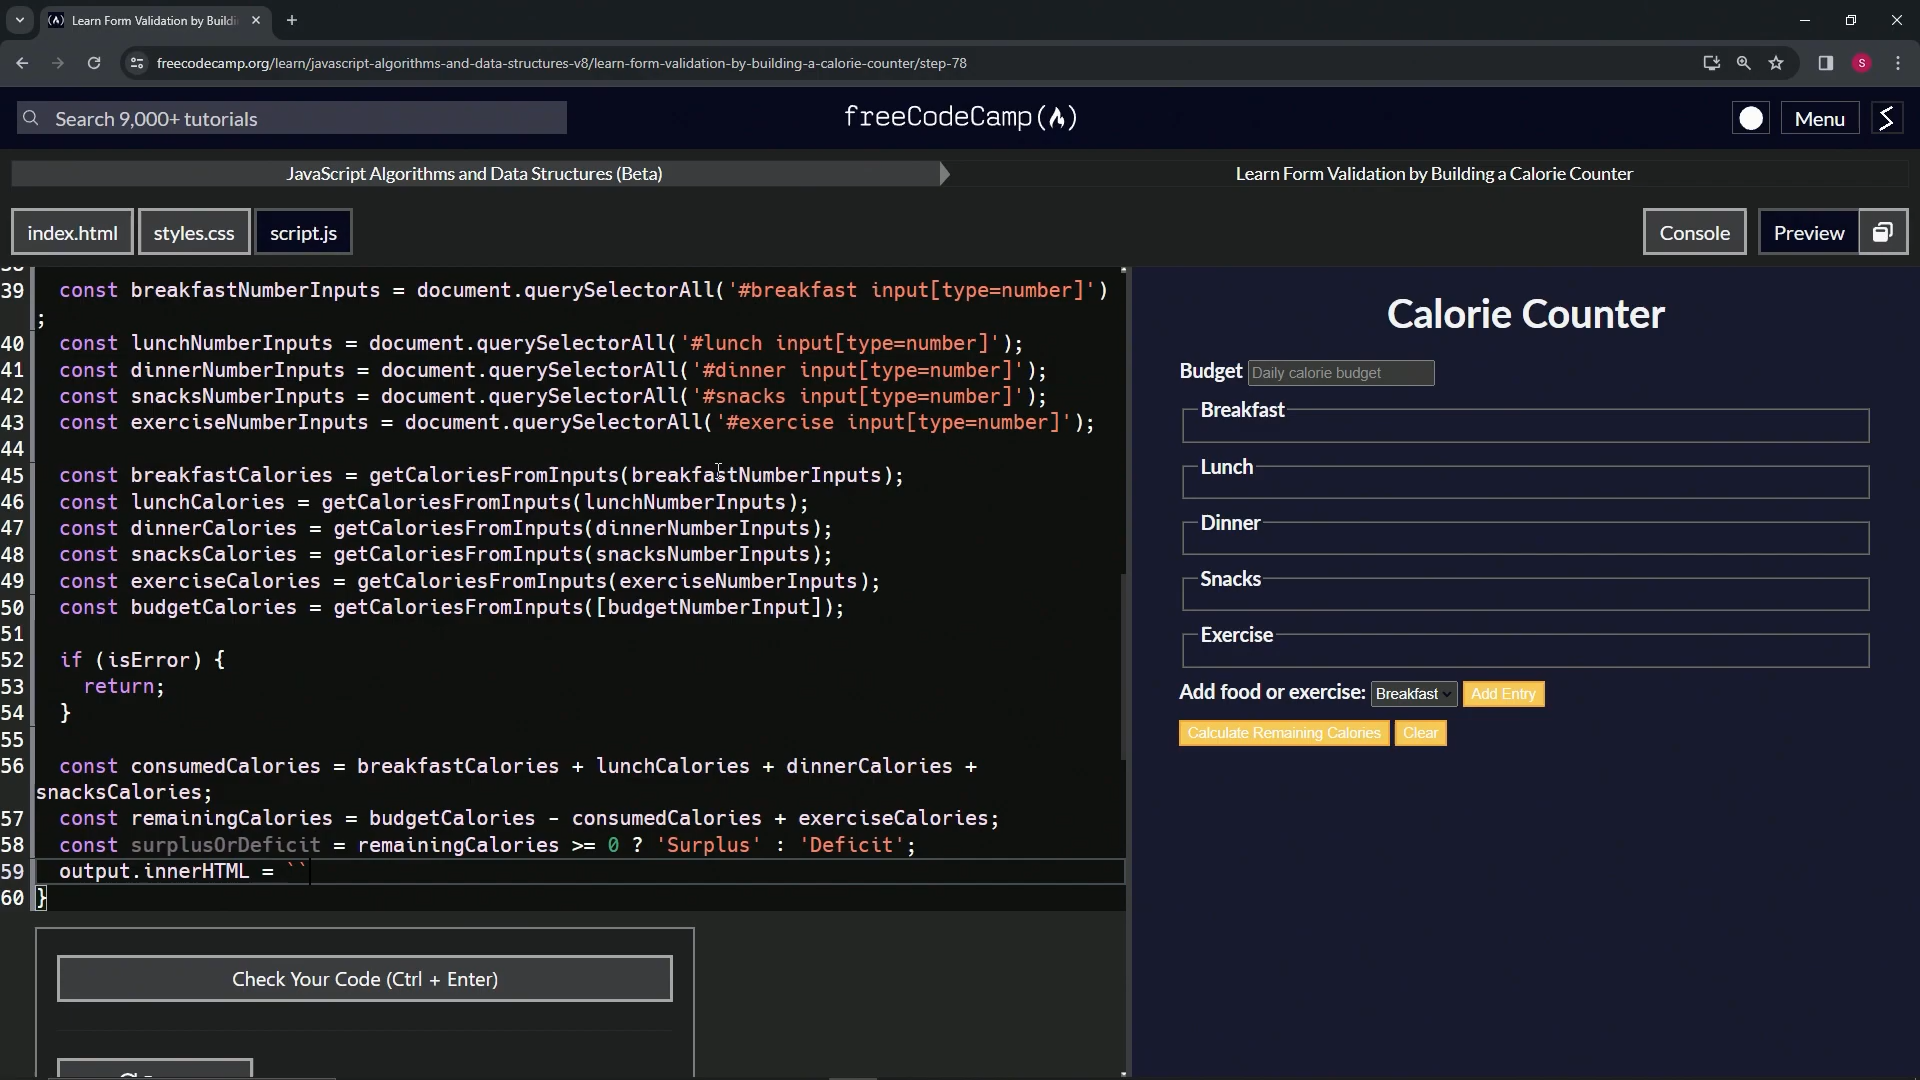 Learn Form Validation by Buildi
freecodecamp.org/learn/javascript-algorithms-and-data-structures-v8/learn-form-validation-by-building-a-calorie-counter/step-78
S
Search 9,000+ tutorials
freeCodeCamp(
)
Menu
JavaScript Algorithms and Data Structures (Beta)
Learn Form Validation by Building a Calorie Counter
index.html
styles.css
script.js
Console
Preview
39 const breakfastNumberInputs = document.querySelectorAll('#breakfast input[type=number]')
;
40 const lunchNumberInputs = document.querySelectorAll('#lunch input[type=number]');
41 const dinnerNumberInputs = document.querySelectorAll('#dinner input[type=number]');
42 const snacksNumberInputs = document.querySelectorAll('#snacks input[type=number]');
43 const exerciseNumberInputs = document.querySelectorAll('#exercise input[type=number]');
44
45 const breakfastCalories = getCaloriesFromInputs(breakfastNumberInputs);
46 const lunchCalories = getCaloriesFromInputs(lunchNumberInputs);
47 const dinnerCalories = getCaloriesFromInputs(dinnerNumberInputs);
48 const snacksCalories = getCaloriesFromInputs(snacksNumberInputs);
49 const exerciseCalories = getCaloriesFromInputs(exerciseNumberInputs);
50 const budgetCalories = getCaloriesFromInputs([budgetNumberInput]);
51
52 if (isError) {
53 return;
54 }
55
56 const consumedCalories = breakfastCalories + lunchCalories + dinnerCalories +
snacksCalories;
57 const remainingCalories = budgetCalories - consumedCalories + exerciseCalories;
58 const surplusOrDeficit = remainingCalories >= 0 ? 'Surplus' : 'Deficit';
59 output.innerHTML = ``
60 }
Check Your Code (Ctrl + Enter)
Calorie Counter
Budget Daily calorie budget
Breakfast
Lunch
Dinner
Snacks
Exercise
Add food or exercise: Breakfast Add Entry
Calculate Remaining Calories Clear